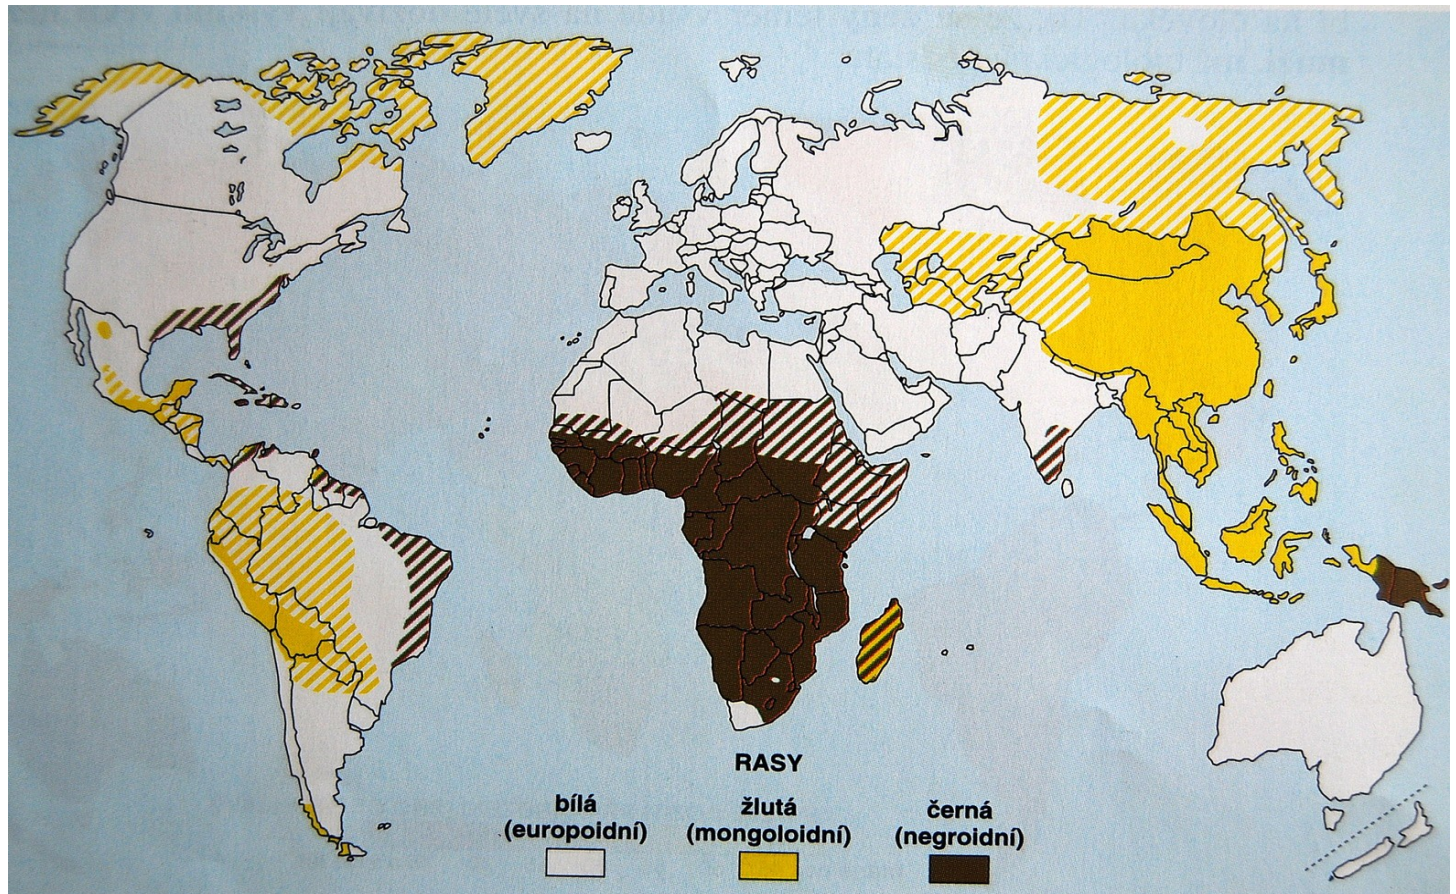 RASY
bílá
(europoidní)
žlutá
(mongoloidní)
černá
(negroidní)